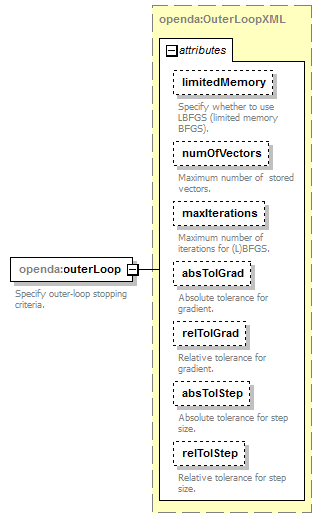 openda:OuterLoopXML
attributes
limitedMemory
Specify whether to use
LBFGS (limited memory
BFGS).
numOfVectors
Maximum number of stored
vectors.
maxIterations
Maximum number of
iterations for (L)BFGS.
openda:outerLoop
Specify outer-loop stopping
criteria.
absTolGrad
Absolute tolerance for
gradient.
relTolGrad
Relative tolerance for
gradient.
absTolStep
Absolute tolerance for step
size.
relTolStep
Relative tolerance for step
size.